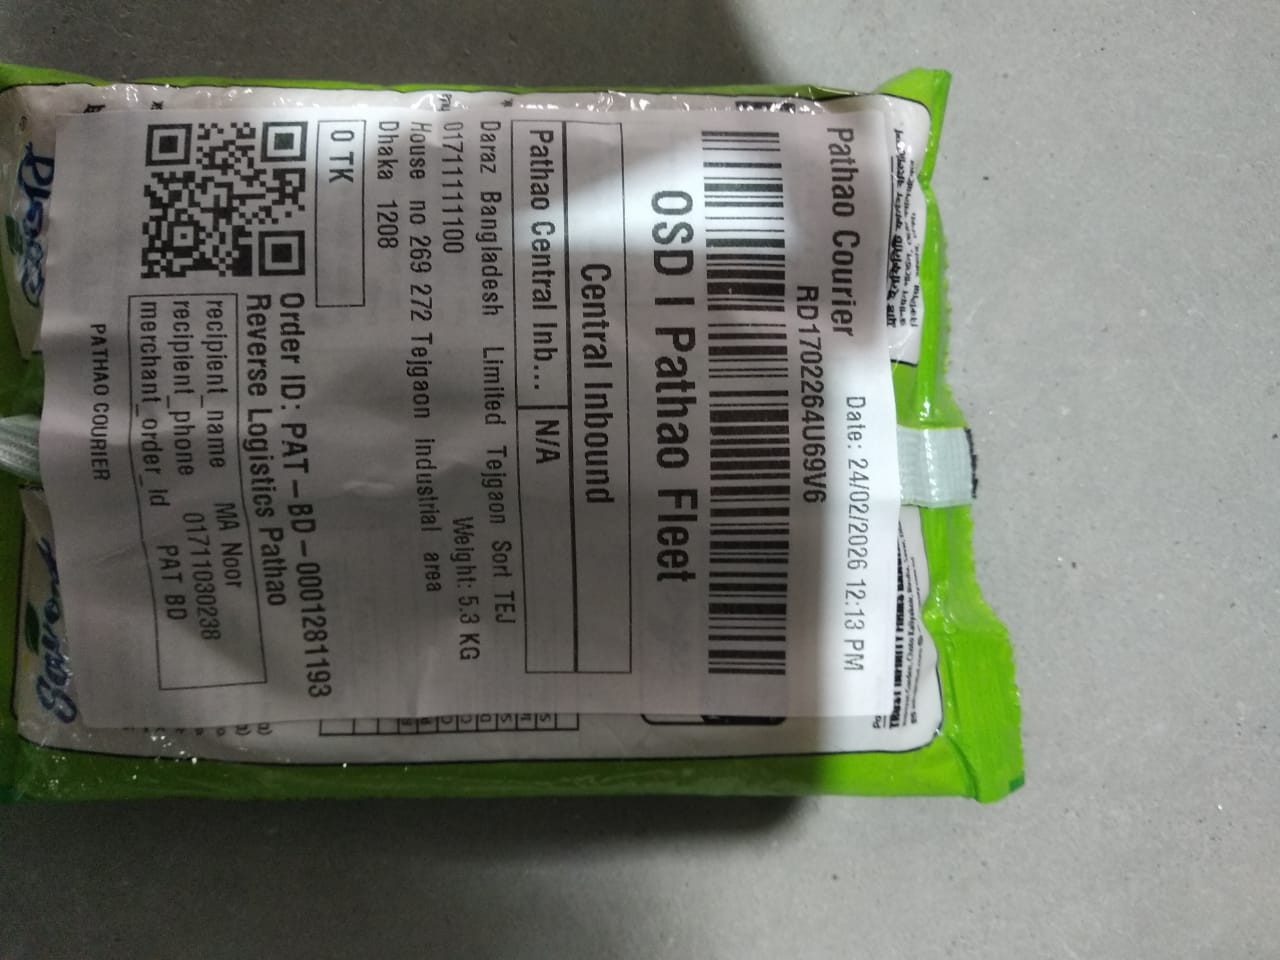 Pathao Courier
Date: 24/02/2026 12:13 PM
RD1702264U69V6
OSD | Pathao Fleet
Central Inbound
Pathao Central Inb... N/A
Daraz Bangladesh Limited Tejgaon Sort TEJ
01711111100
Weight: 5.3 KG
House no 269 272 Tejgaon industrial area
Dhaka 1208
0 TK
Order ID: PAT-BD-0001281193
Reverse Logistics Pathao
recipient_name MA Noor
recipient_phone 01711030238
merchant_order_id PAT BD
PATHAO COURIER